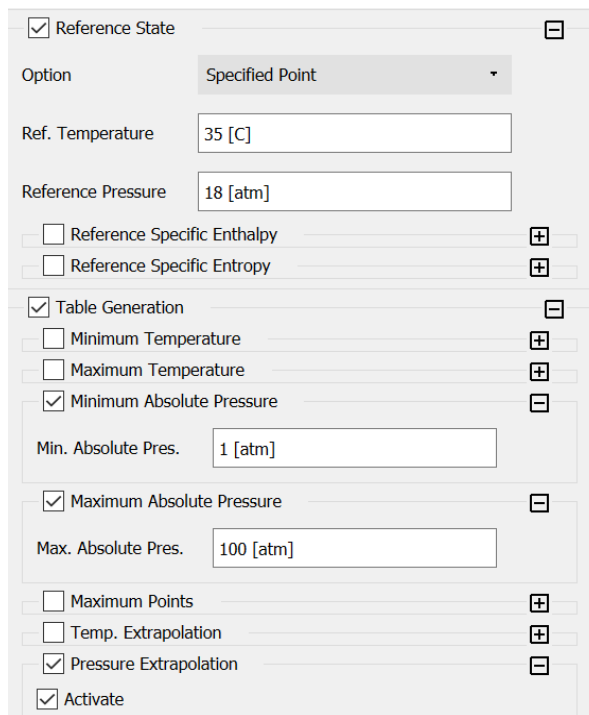 Reference State
Option Specified Point
Ref. Temperature 35 [C]
Reference Pressure 18 [atm]
Reference Specific Enthalpy
Reference Specific Entropy
Table Generation
Minimum Temperature
Maximum Temperature
Minimum Absolute Pressure
Min. Absolute Pres. 1 [atm]
Maximum Absolute Pressure
Max. Absolute Pres. 100 [atm]
Maximum Points
Temp. Extrapolation
Pressure Extrapolation
Activate